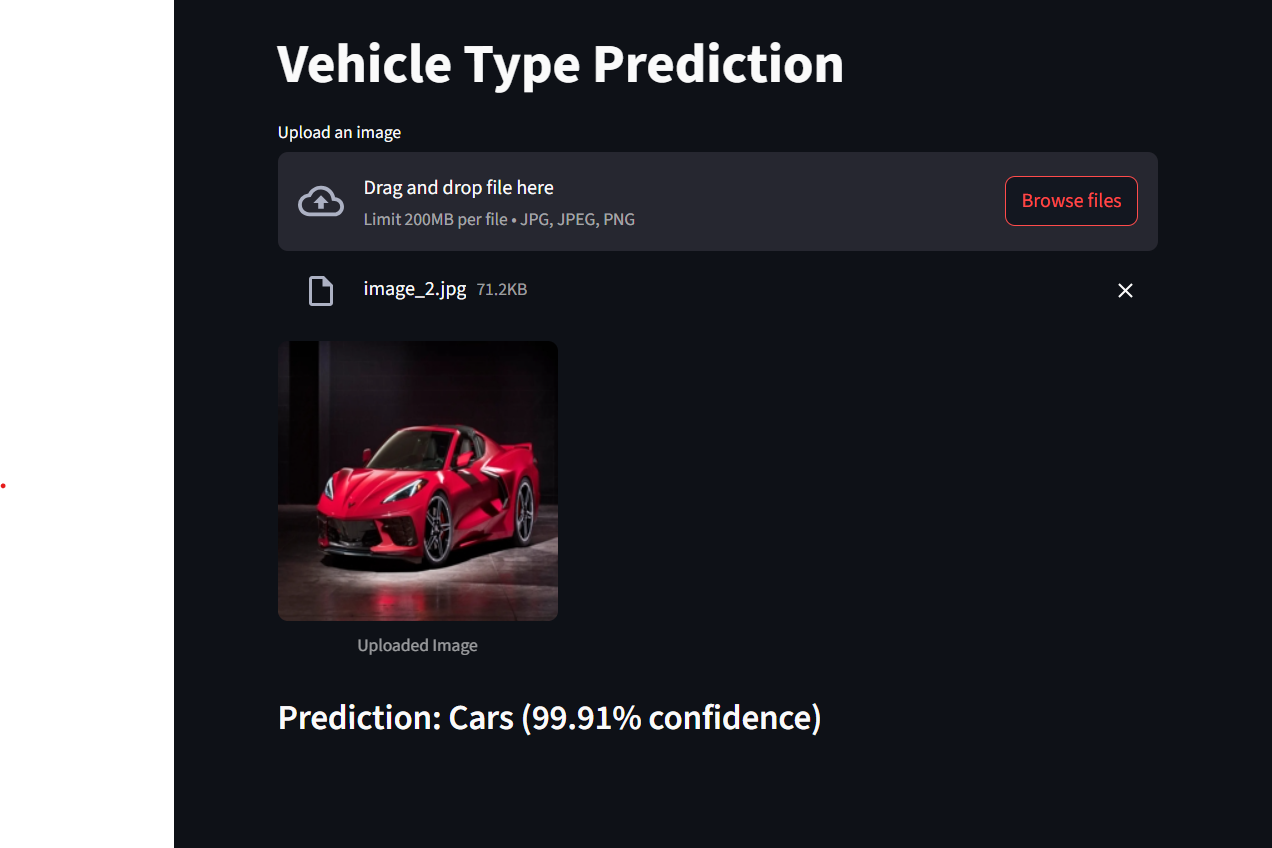 Vehicle Type Prediction
Upload an image
Drag and drop file here
Limit 200MB per file • JPG, JPEG, PNG
Browse files
image_2.jpg 71.2KB
Uploaded Image
Prediction: Cars (99.91% confidence)